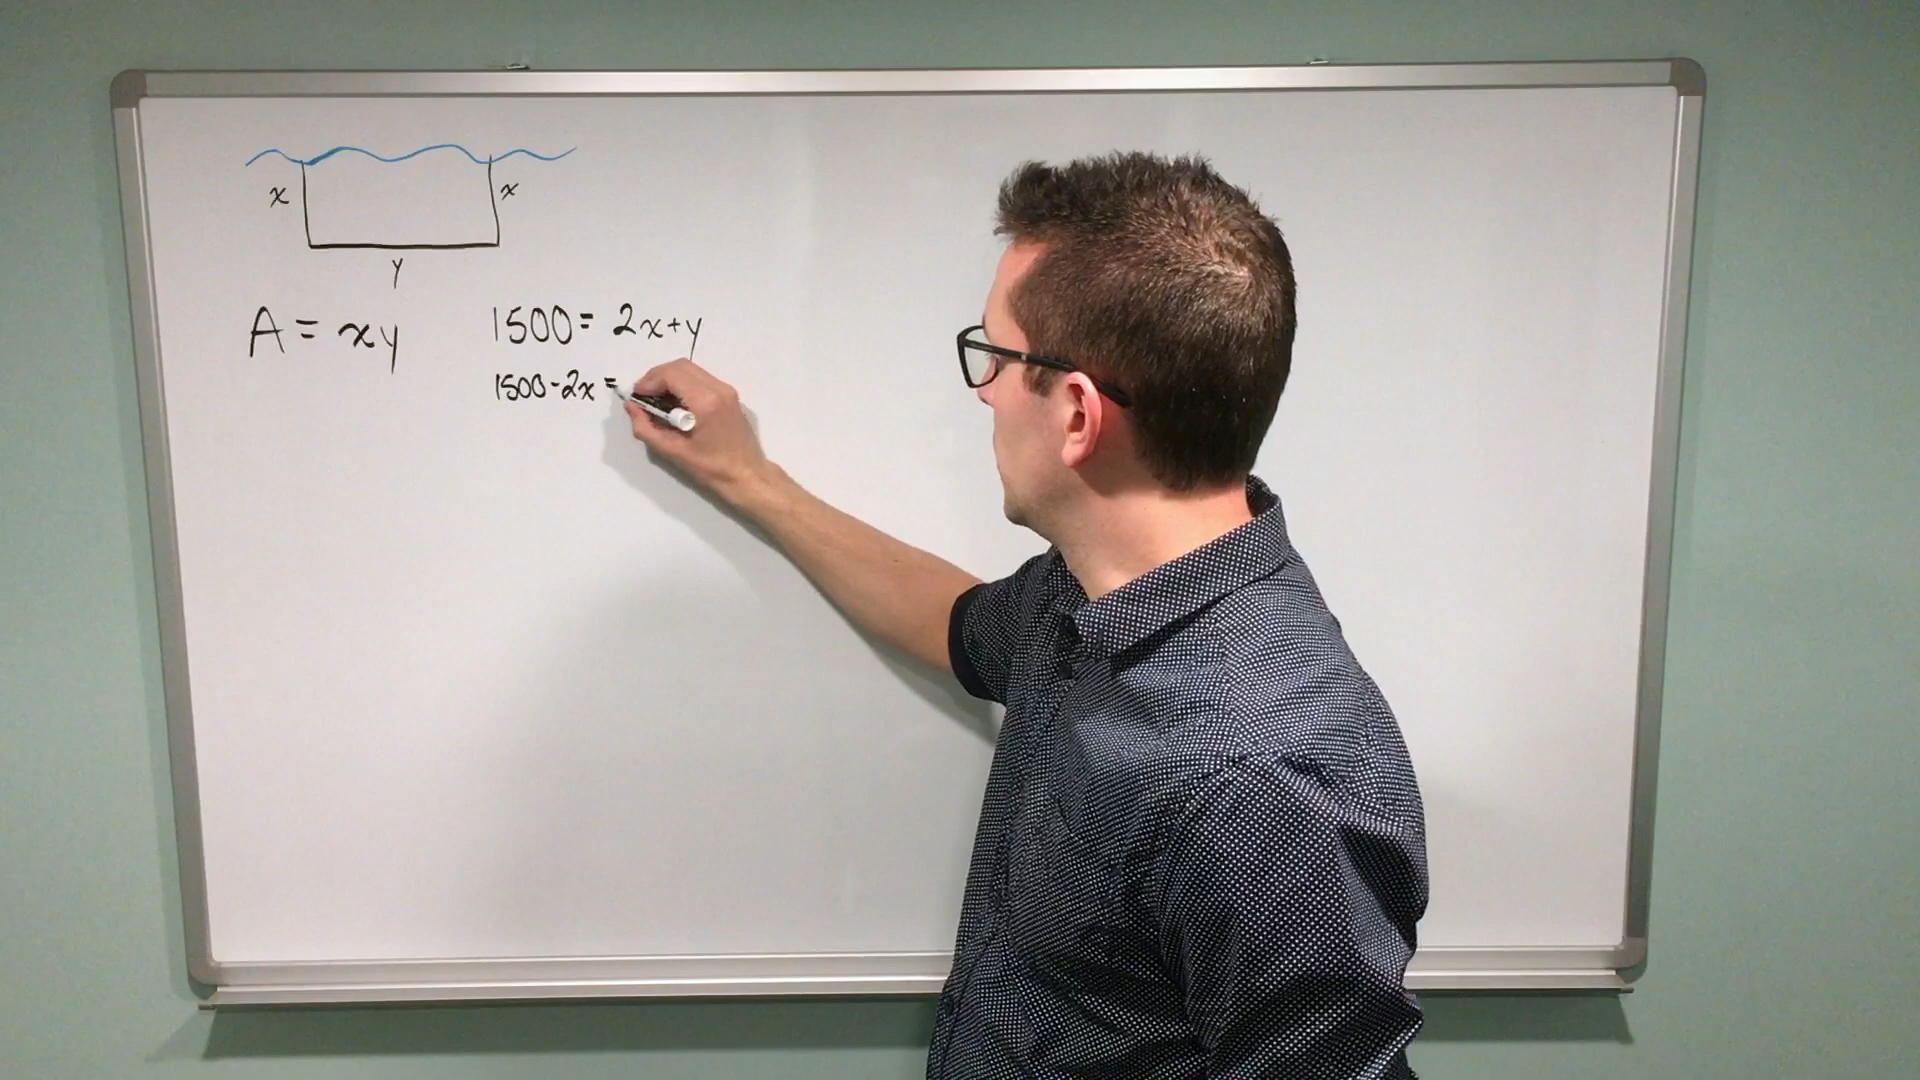 x x
y
A = xy 1500 = 2x+y
1500-2x =